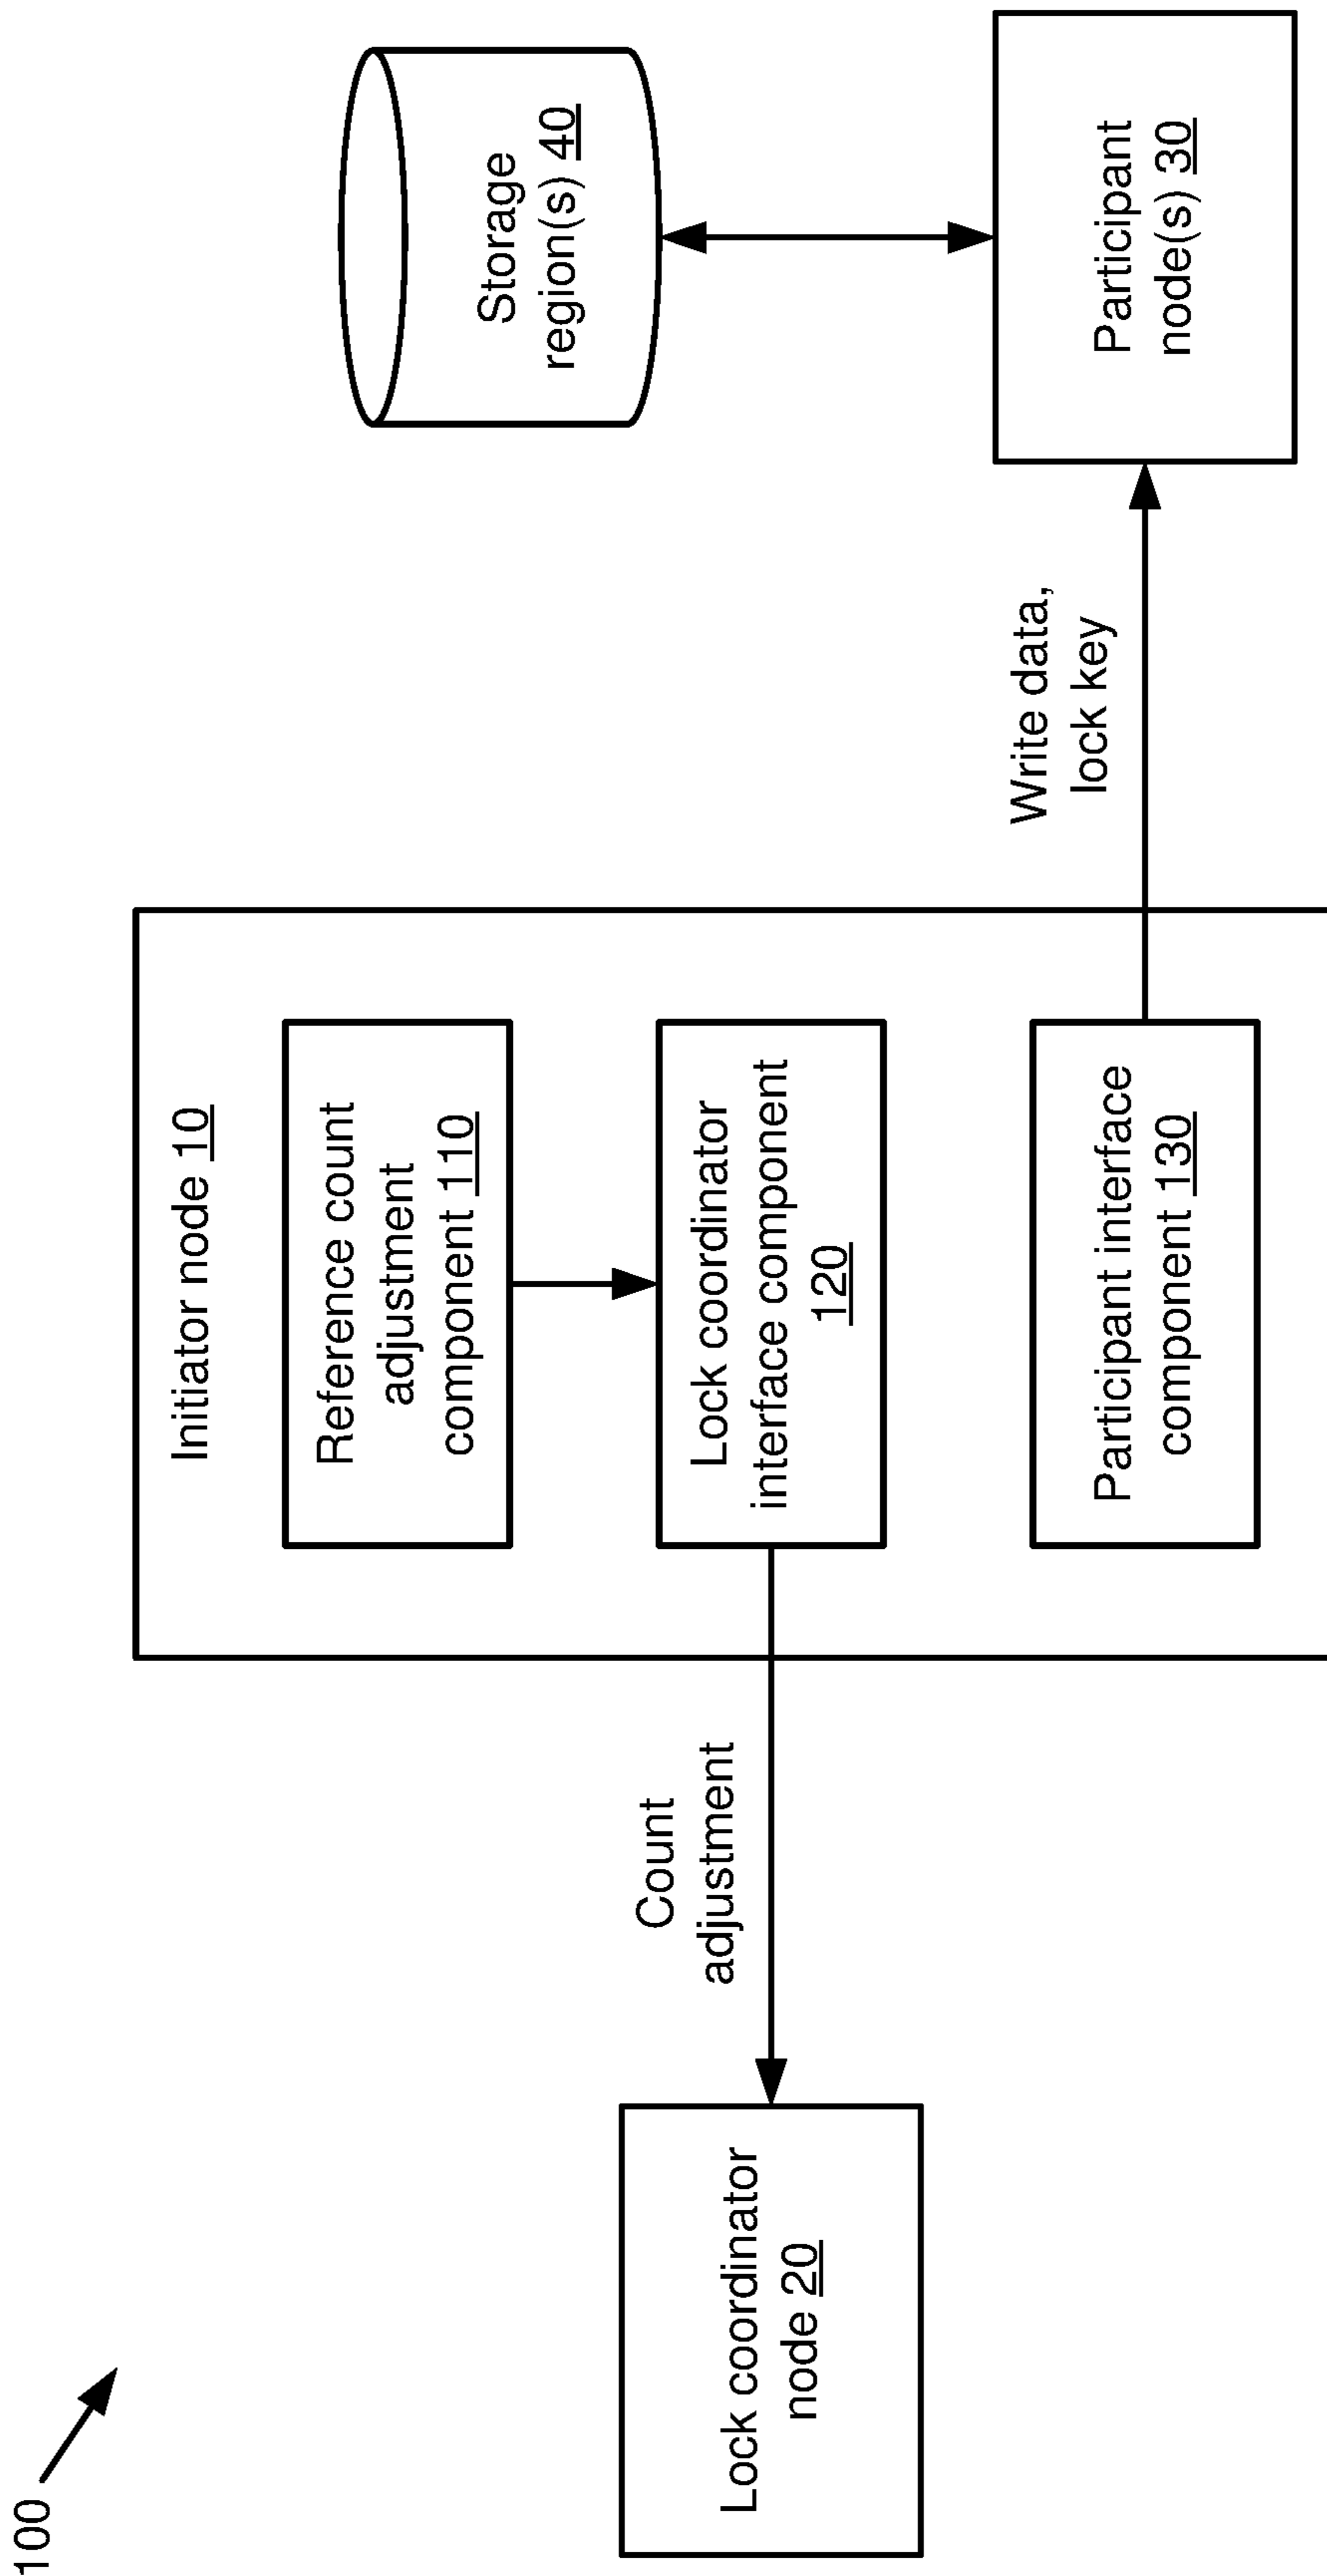 100
Lock coordinator
node 20
Count
adjustment
Initiator node 10
Reference count
adjustment
component 110
Lock coordinator
interface component
120
Participant interface
component 130
Write data,
lock key
Storage
region(s) 40
Participant
node(s) 30